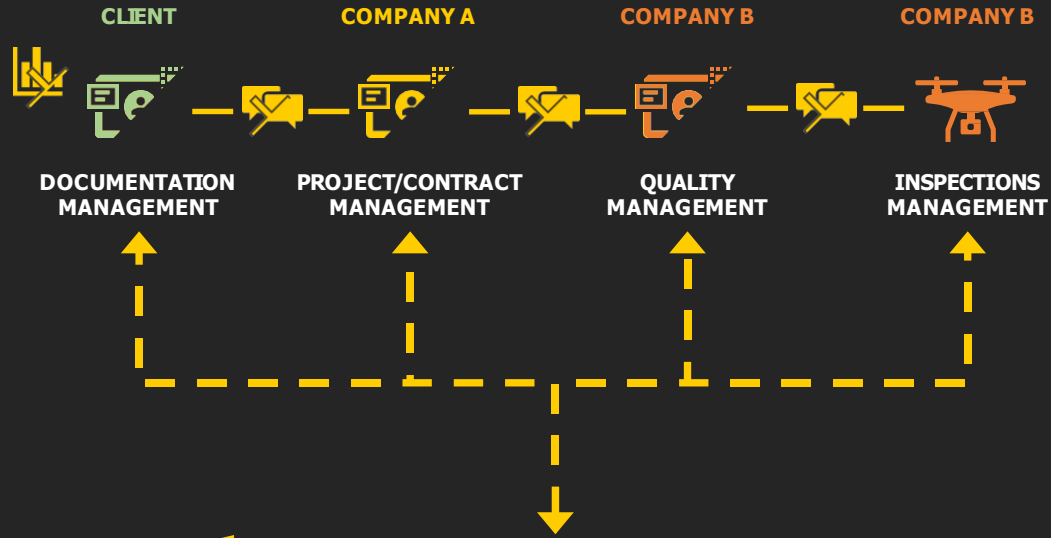 CLIENT
COMPANY A
COMPANY B
COMPANY B
DOCUMENTATION
MANAGEMENT
PROJECT/CONTRACT
MANAGEMENT
QUALITY
MANAGEMENT
INSPECTIONS
MANAGEMENT